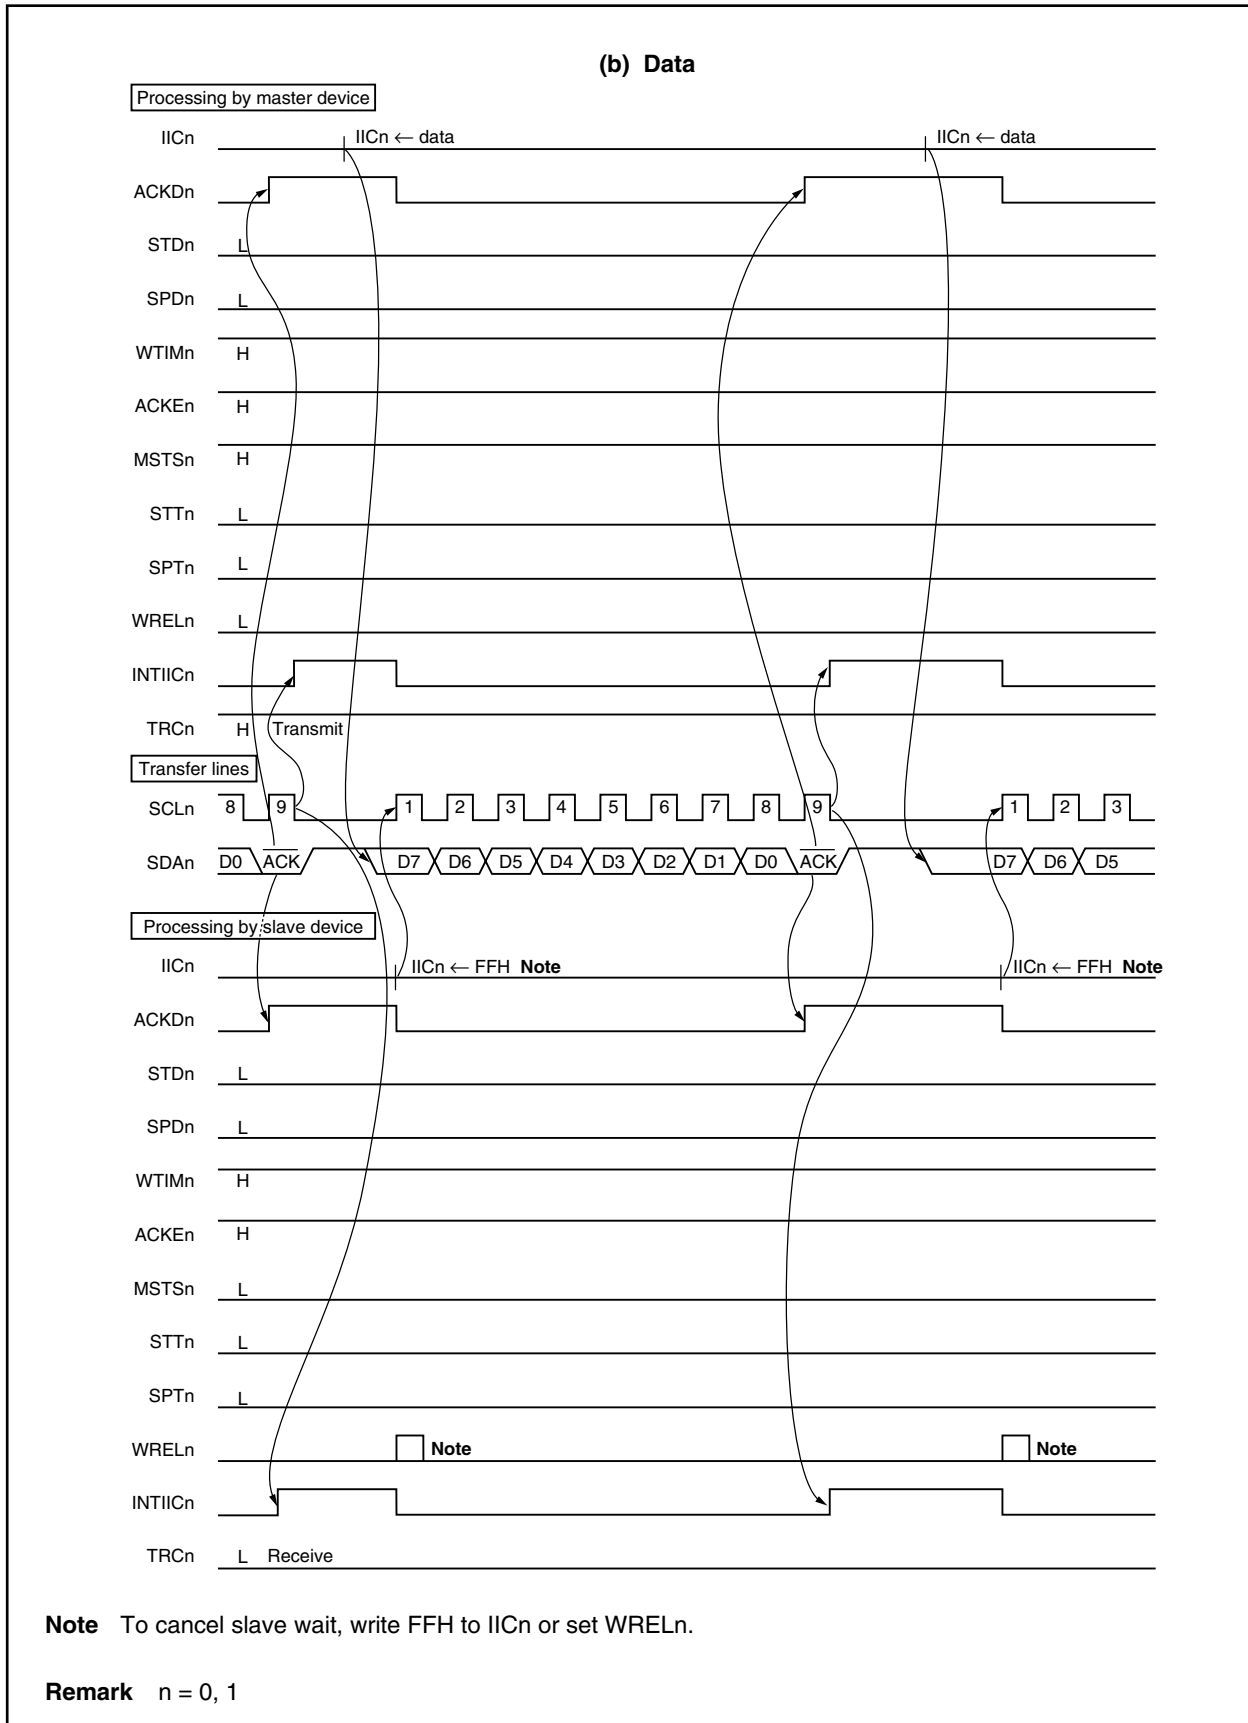 (b) Data
Processing by master device
IICn IICn ← data IICn ← data
ACKDn
STDn L
SPDn L
WTIMn H
ACKEn H
MSTSn H
STTn L
SPTn L
WRELn L
INTIICn
TRCn H Transmit
Transfer lines
SCLn 8 9 1 2 3 4 5 6 7 8 9 1 2 3
SDAn D0 ACK D7 D6 D5 D4 D3 D2 D1 D0 ACK D7 D6 D5
Processing by slave device
IICn IICn ← FFH Note IICn ← FFH Note
ACKDn
STDn L
SPDn L
WTIMn H
ACKEn H
MSTSn L
STTn L
SPTn L
WRELn Note Note
INTIICn
TRCn L Receive
Note To cancel slave wait, write FFH to IICn or set WRELn.
Remark n = 0, 1